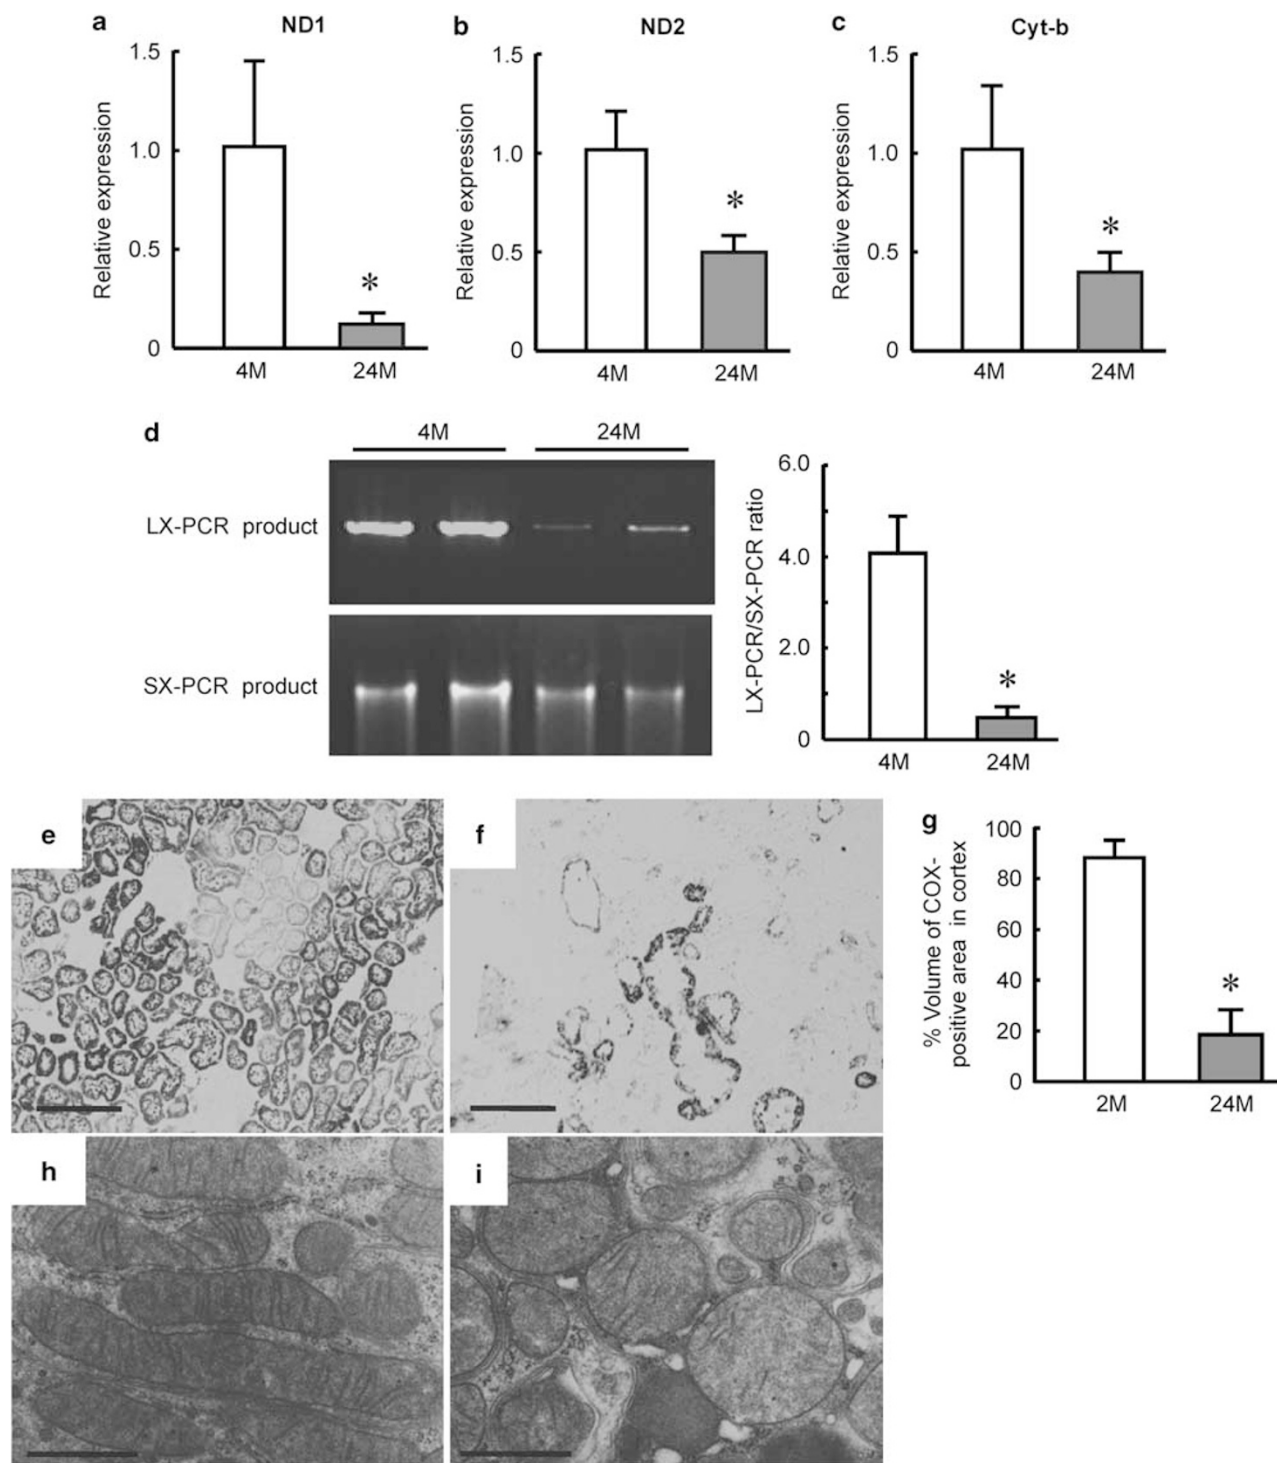 a
ND1
Relative expression
1.5
1.0
0.5
0
*
4M
24M
b
ND2
Relative expression
1.5
1.0
0.5
0
*
4M
24M
c
Cyt-b
Relative expression
1.5
1.0
0.5
0
*
4M
24M
d
4M
24M
LX-PCR product
SX-PCR product
LX-PCR/SX-PCR ratio
6.0
4.0
2.0
0
*
4M
24M
e
f
g
% Volume of COX-
positive area in cortex
100
80
60
40
20
0
*
2M
24M
h
i